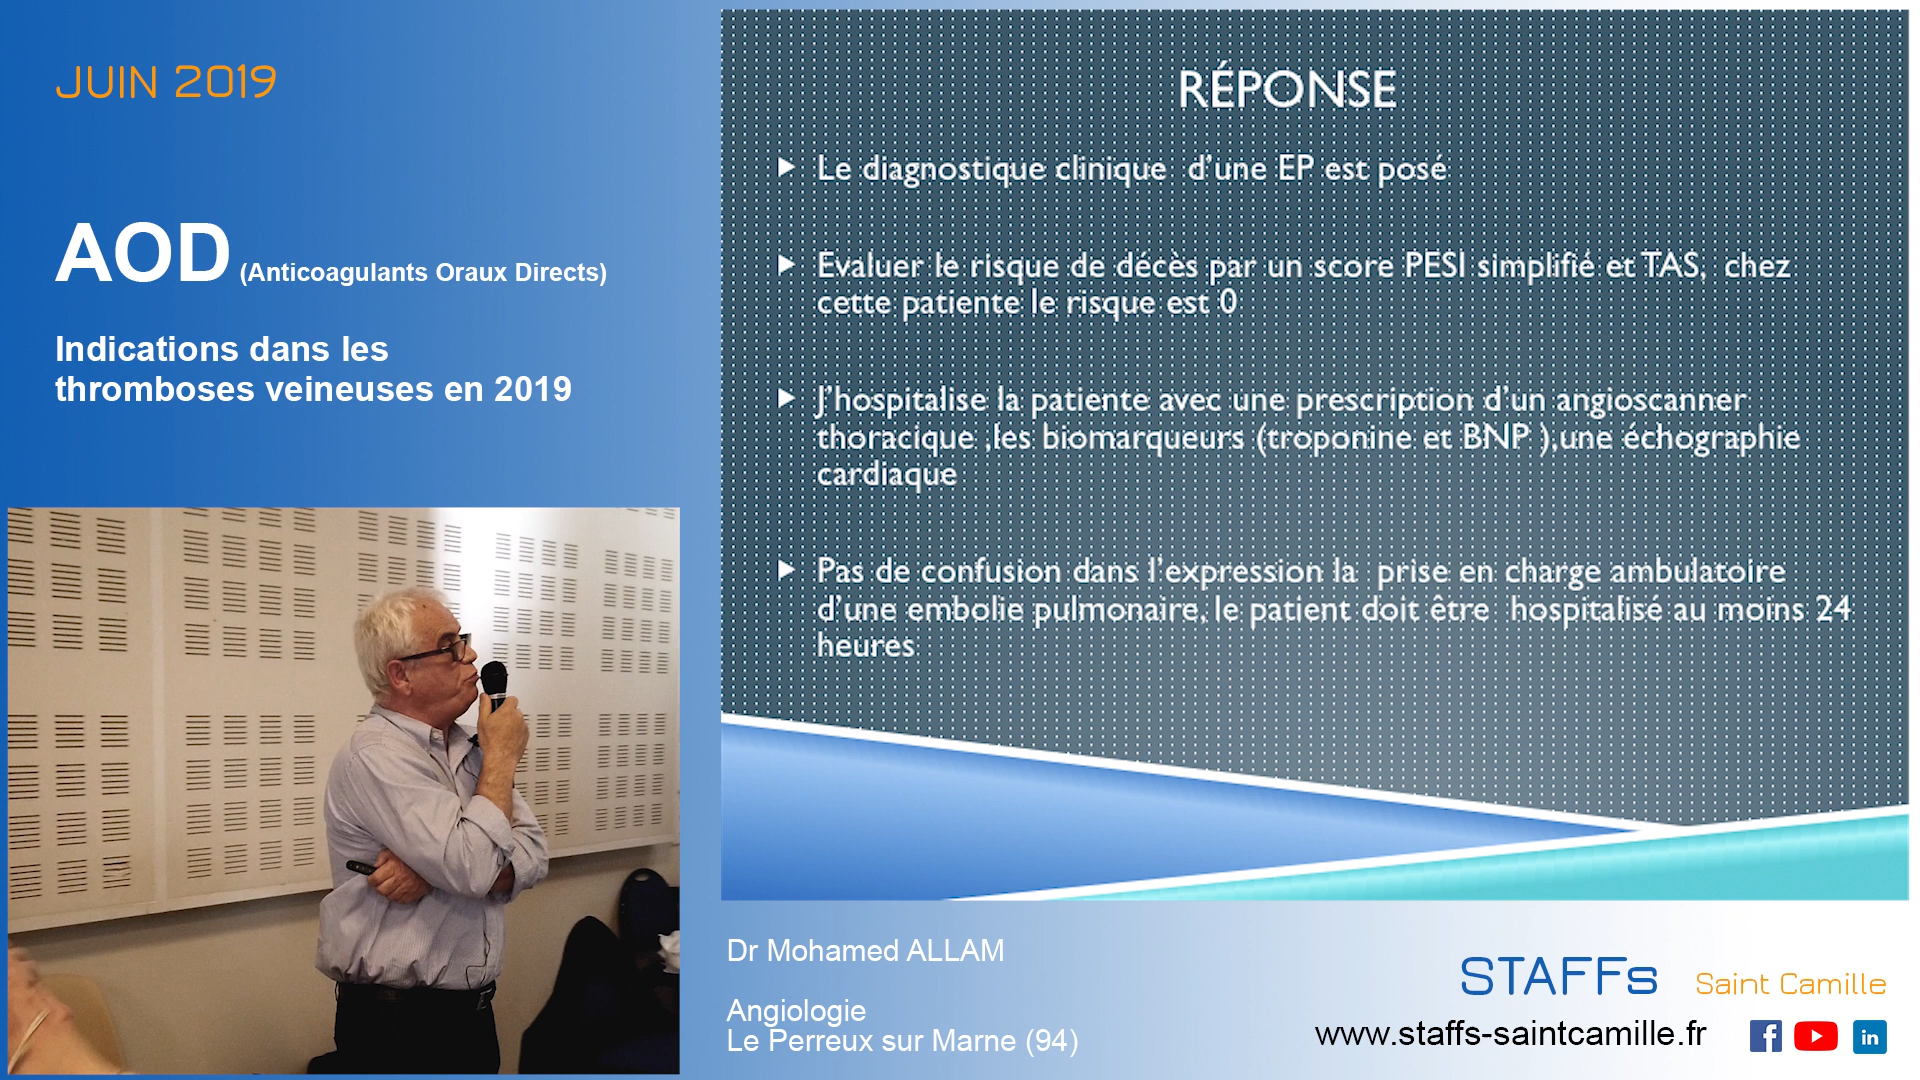 JUIN 2019
AOD (Anticoagulants Oraux Directs)
Indications dans les
thromboses veineuses en 2019
RÉPONSE
Le diagnostique clinique d'une EP est posé
Evaluer le risque de décès par un score PESI simplifié et TAS, chez
cette patiente le risque est 0
J'hospitalise la patiente avec une prescription d'un angioscanner
thoracique ,les biomarqueurs (troponine et BNP ),une échographie
cardiaque
Pas de confusion dans l'expression la prise en charge ambulatoire
d'une embolie pulmonaire, le patient doit être hospitalisé au moins 24
heures
Dr Mohamed ALLAM
Angiologie
Le Perreux sur Marne (94)
STAFFs Saint Camille
www.staffs-saintcamille.fr